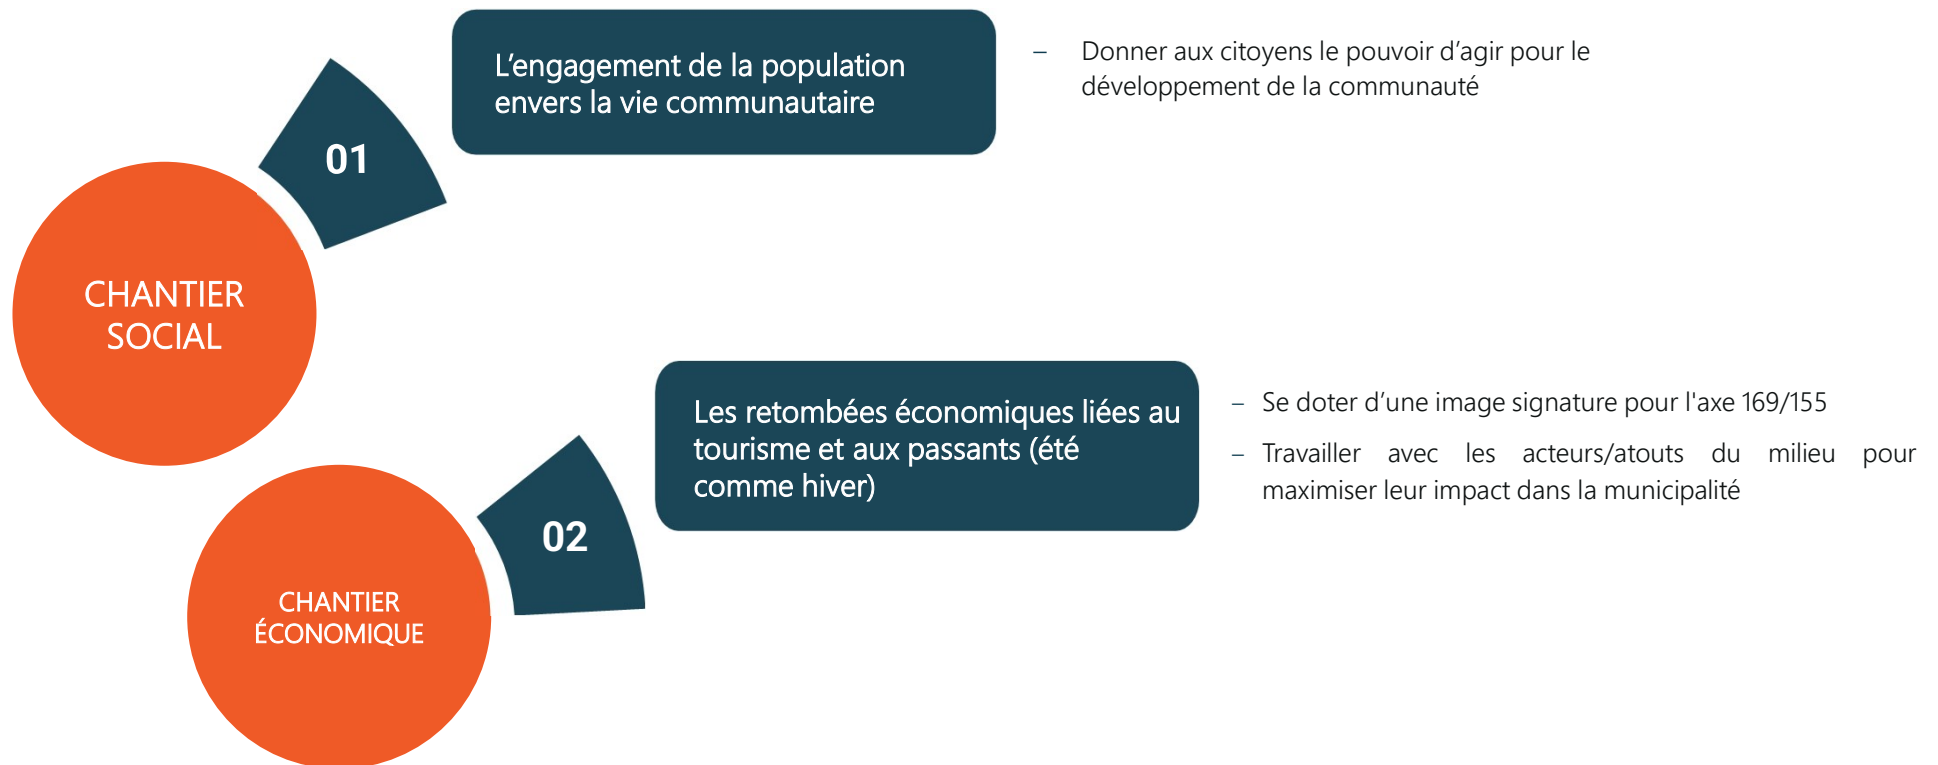 L’engagement de la population
envers la vie communautaire
– Donner aux citoyens le pouvoir d’agir pour le
développement de la communauté
01
CHANTIER
SOCIAL
Les retombées économiques liées au
tourisme et aux passants (été
comme hiver)
– Se doter d’une image signature pour l'axe 169/155
– Travailler avec les acteurs/atouts du milieu pour
maximiser leur impact dans la municipalité
02
CHANTIER
ÉCONOMIQUE